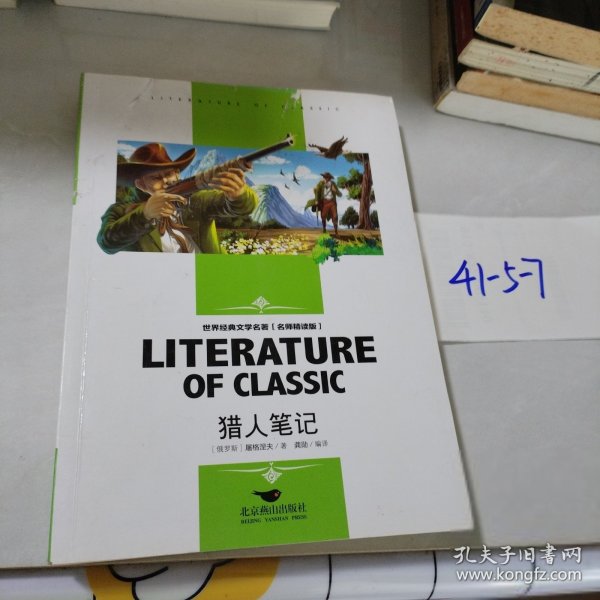 LITERATURE OF CLASSIC
世界经典文学名著[名师精读版]
LITERATURE
OF CLASSIC
猎人笔记
[俄罗斯]屠格涅夫/著 龚勋/编译
北京燕山出版社
BEIJING YANSHAN PRESS
41-5-7
孔夫子旧书网
www.kongfz.com